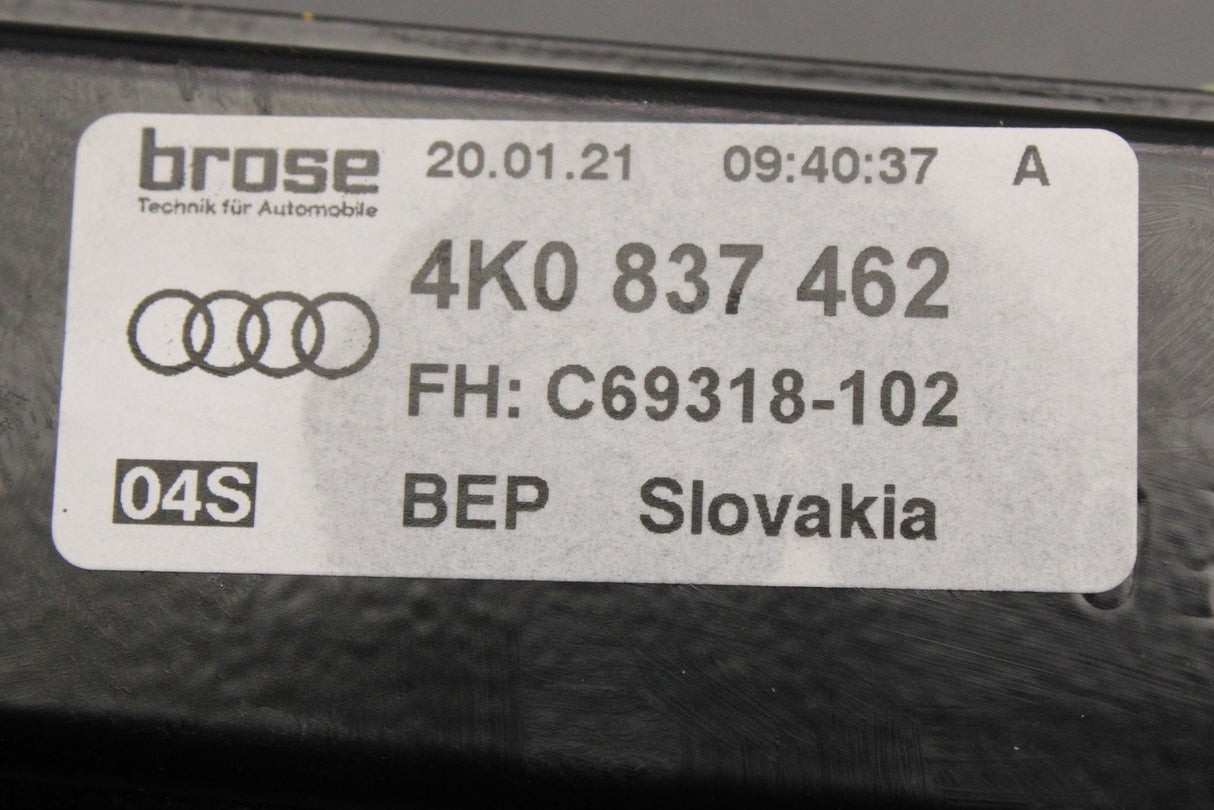 brose 20.01.21 09:40:37 A
Technik für Automobile
4K0 837 462
FH: C69318-102
04S BEP Slovakia